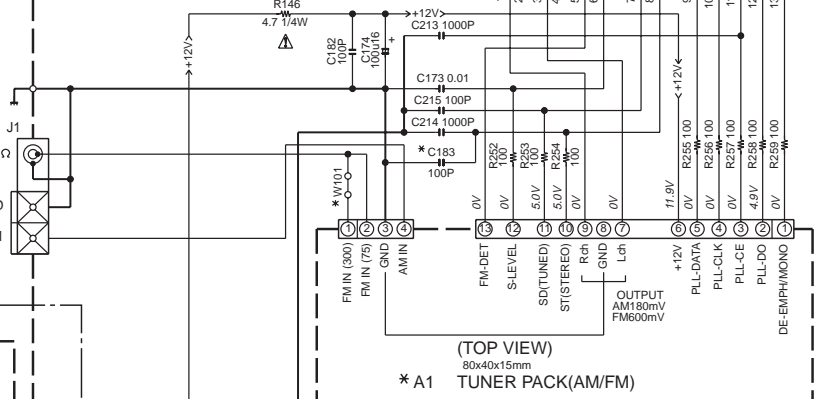 R146
4.7 1/4W
+12V
C213 1000P
C182
100P
C174
100u16
+
+12V
+12V
C173 0.01
C215 100P
C214 1000P
* C183
100P
J1
Ω
R252
100
R253
100
R254
100
R255 100
R256 100
R257 100
R258 100
R259 100
* W101
0V
5.0V
5.0V
0V
0V
11.9V
0V
0V
0V
4.9V
0V
1 2 3 4
13 12 11 10 9 8 7 6 5 4 3 2 1
FM IN (300)
FM IN (75)
GND
AM IN
FM-DET
S-LEVEL
SD(TUNED)
ST(STEREO)
Rch
GND
Lch
+12V
PLL-DATA
PLL-CLK
PLL-CE
PLL-DO
DE-EMPH/MONO
OUTPUT
AM180mV
FM600mV
(TOP VIEW)
80x40x15mm
* A1 TUNER PACK(AM/FM)